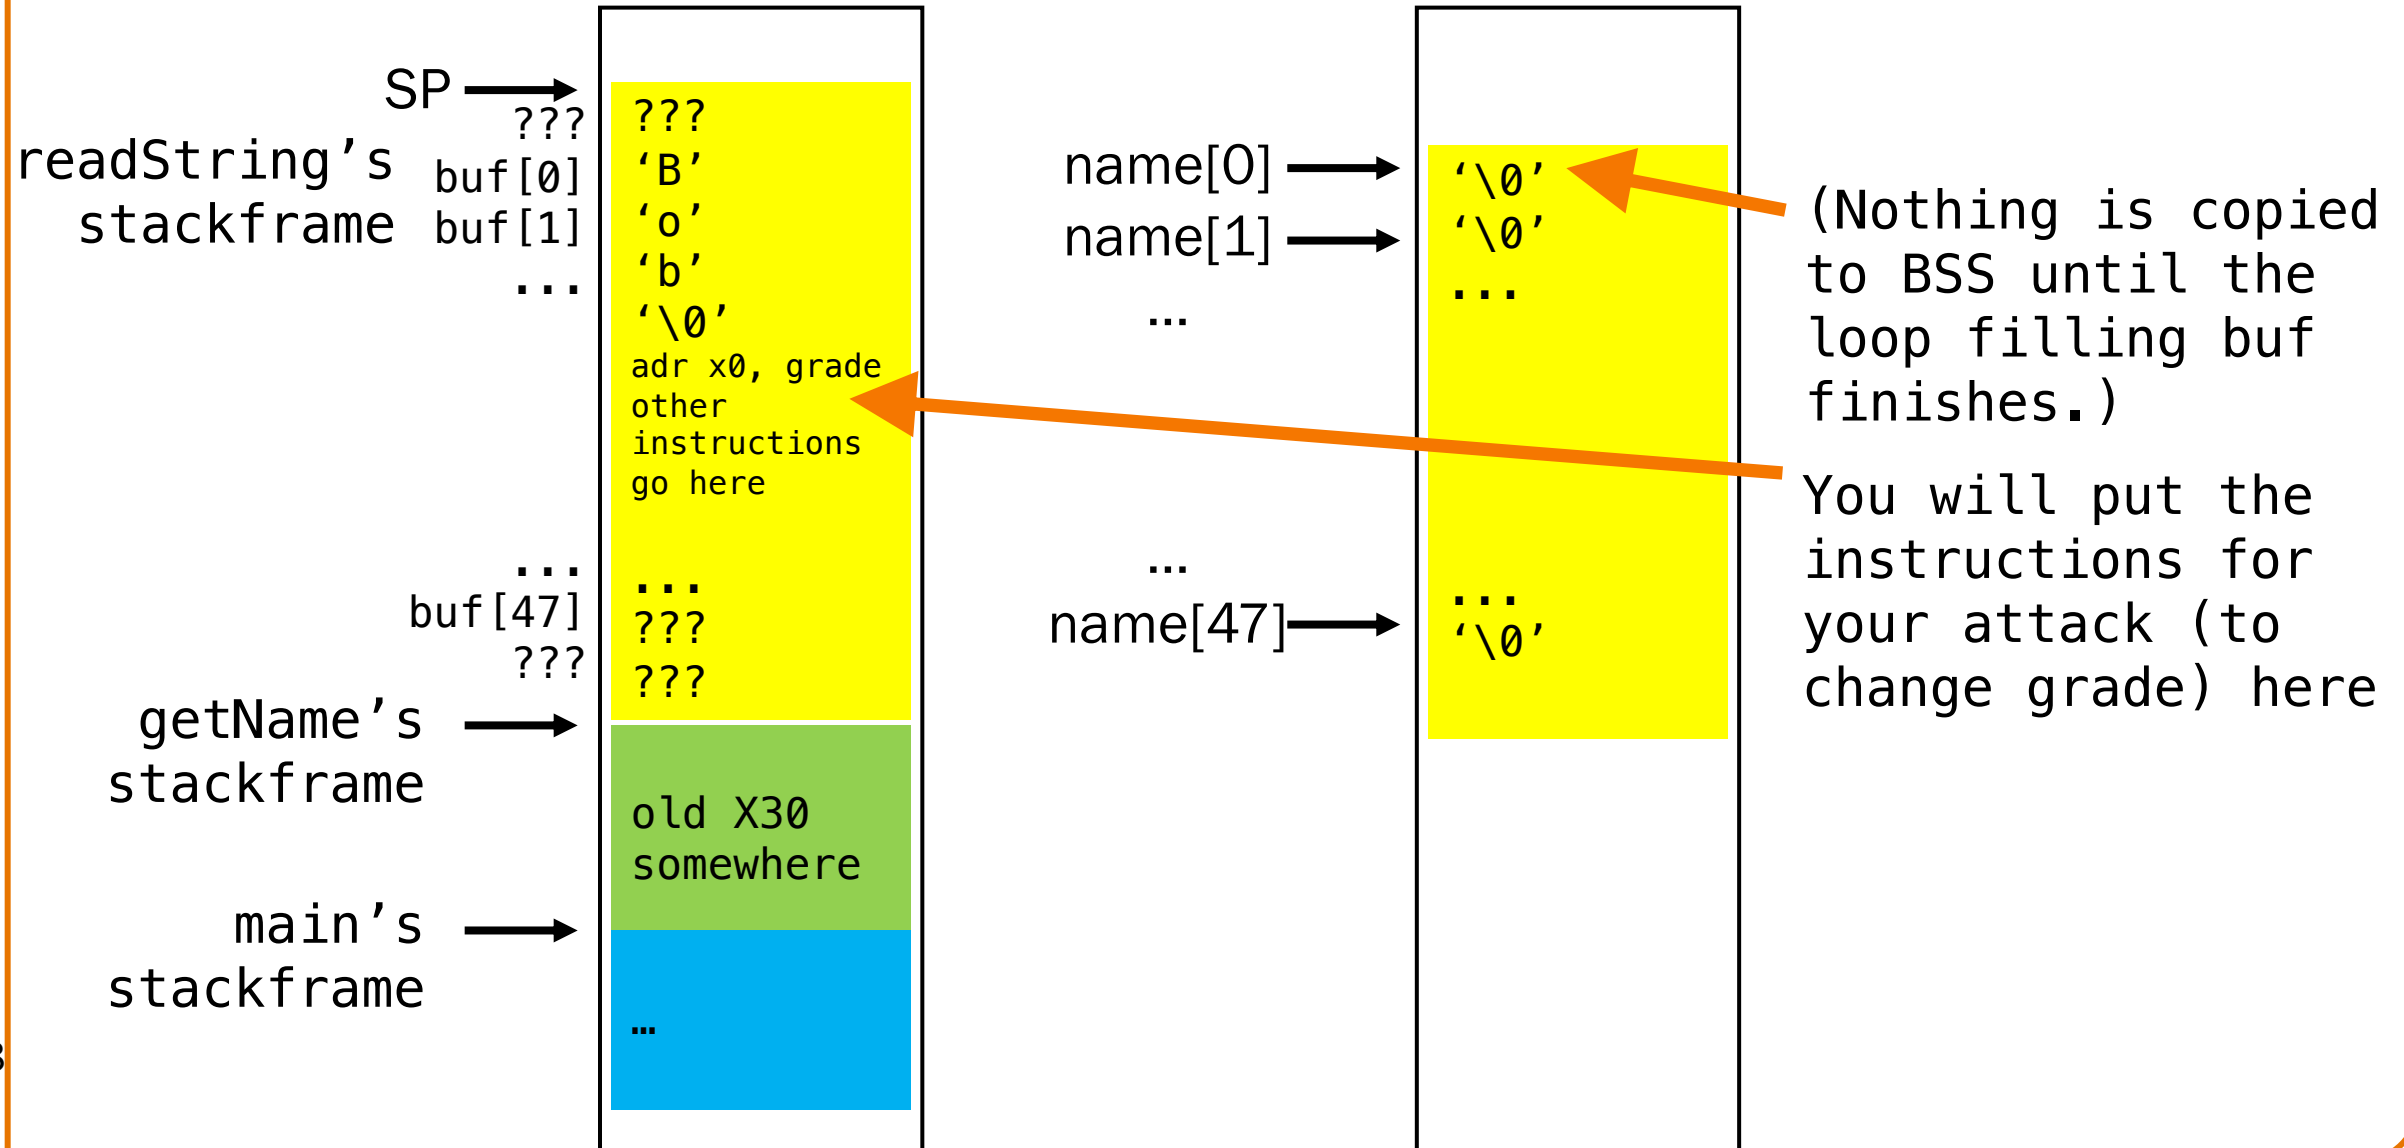 SP
???
readString’s
stackframe
buf[0]
buf[1]
...
...
buf[47]
???
getName’s
stackframe
main’s
stackframe
???
‘B’
‘o’
‘b’
‘\0’
adr x0, grade
other
instructions
go here
...
???
???
old X30
somewhere
…
name[0]
name[1]
...
...
name[47]
‘\0’
‘\0’
...
...
‘\0’
(Nothing is copied
to BSS until the
loop filling buf
finishes.)
You will put the
instructions for
your attack (to
change grade) here